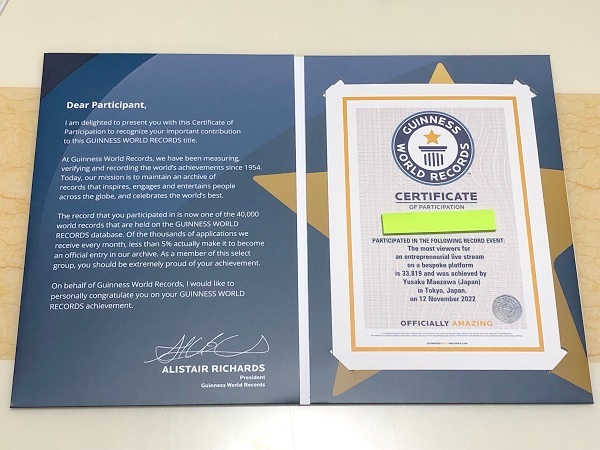 Dear Participant,
I am delighted to present you with this Certificate of
Participation to recognize your important contribution
to this GUINNESS WORLD RECORDS title.
At Guinness World Records, we have been measuring,
verifying and recording the world's achievements since 1954.
Today, our mission is to maintain an archive of
records that inspires, engages and entertains people
across the globe, and celebrates the world's best.
The record that you participated in is now one of the 40,000
world records that are held on the GUINNESS WORLD
RECORDS database. Of the thousands of applications we
receive every month, less than 5% actually make it to become
an official entry in our archive. As a member of this select
group, you should be extremely proud of your achievement.
On behalf of Guinness World Records, I would like to
personally congratulate you on your GUINNESS WORLD
RECORDS achievement.
ALISTAIR RICHARDS
President
Guinness World Records
GUINNESS
WORLD RECORDS
CERTIFICATE
OF PARTICIPATION
PARTICIPATED IN THE FOLLOWING RECORD EVENT:
The most viewers for
an entrepreneurial live stream
on a bespoke platform
is 33,819 and was achieved by
Yusaku Maezawa (Japan)
in Tokyo, Japan,
on 12 November 2022
OFFICIALLY AMAZING